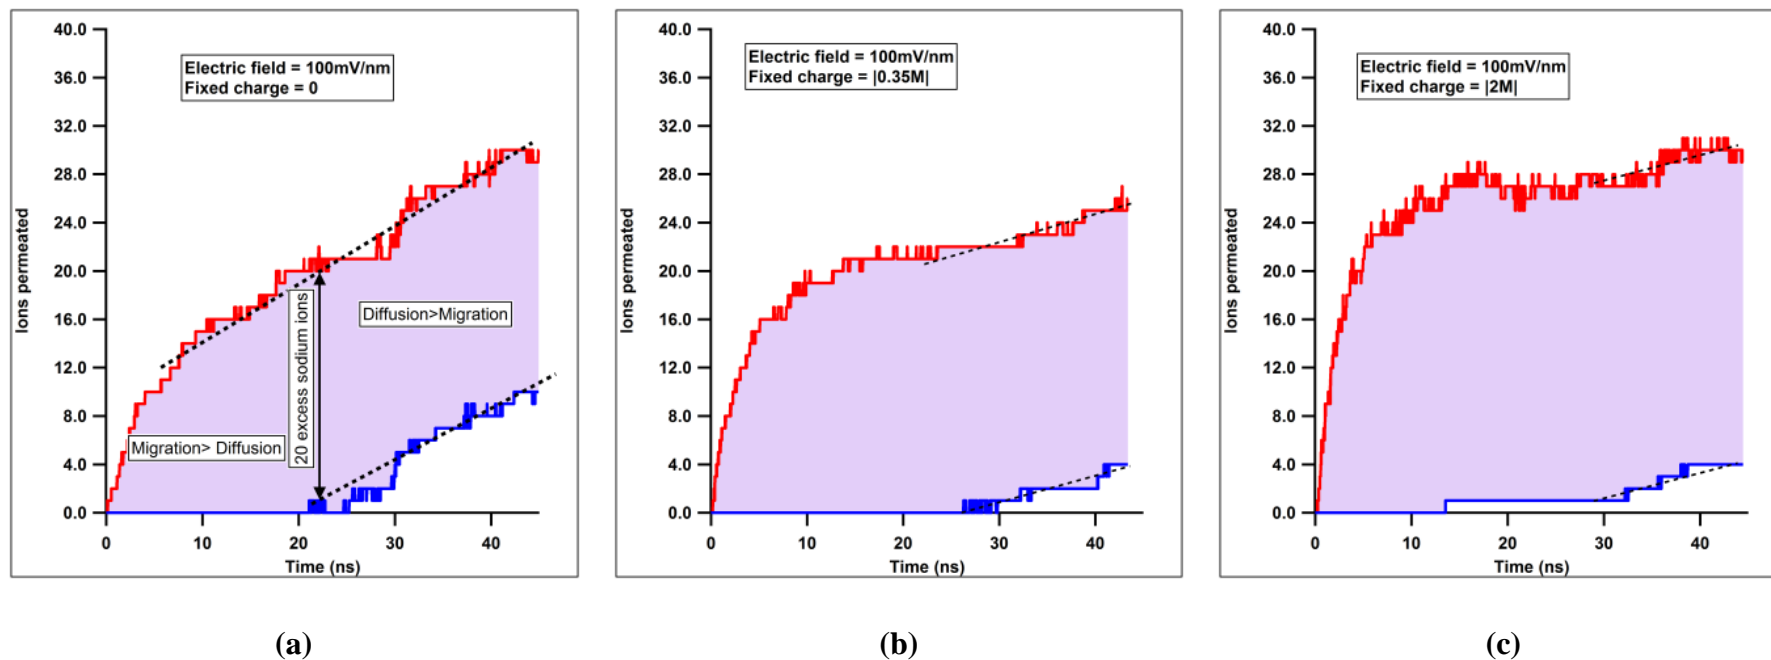 40.0
36.0
32.0
28.0
24.0
20.0
16.0
12.0
8.0
4.0
0.0
Ions permeated
Electric field = 100mV/nm
Fixed charge = 0
20 excess sodium ions
Diffusion>Migration
Migration> Diffusion
0 10 20 30 40
Time (ns)
(a)
40.0
36.0
32.0
28.0
24.0
20.0
16.0
12.0
8.0
4.0
0.0
Ions permeated
Electric field = 100mV/nm
Fixed charge = |0.35M|
0 10 20 30 40
Time (ns)
(b)
40.0
36.0
32.0
28.0
24.0
20.0
16.0
12.0
8.0
4.0
0.0
Ions permeated
Electric field = 100mV/nm
Fixed charge = |2M|
0 10 20 30 40
Time (ns)
(c)